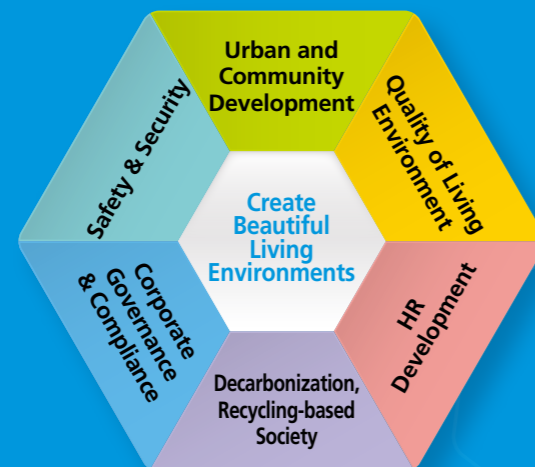 Urban and
Community
Development
Quality of Living
Environment
HR
Development
Decarbonization,
Recycling-based
Society
Corporate
Governance
& Compliance
Safety & Security
Create
Beautiful
Living
Environments